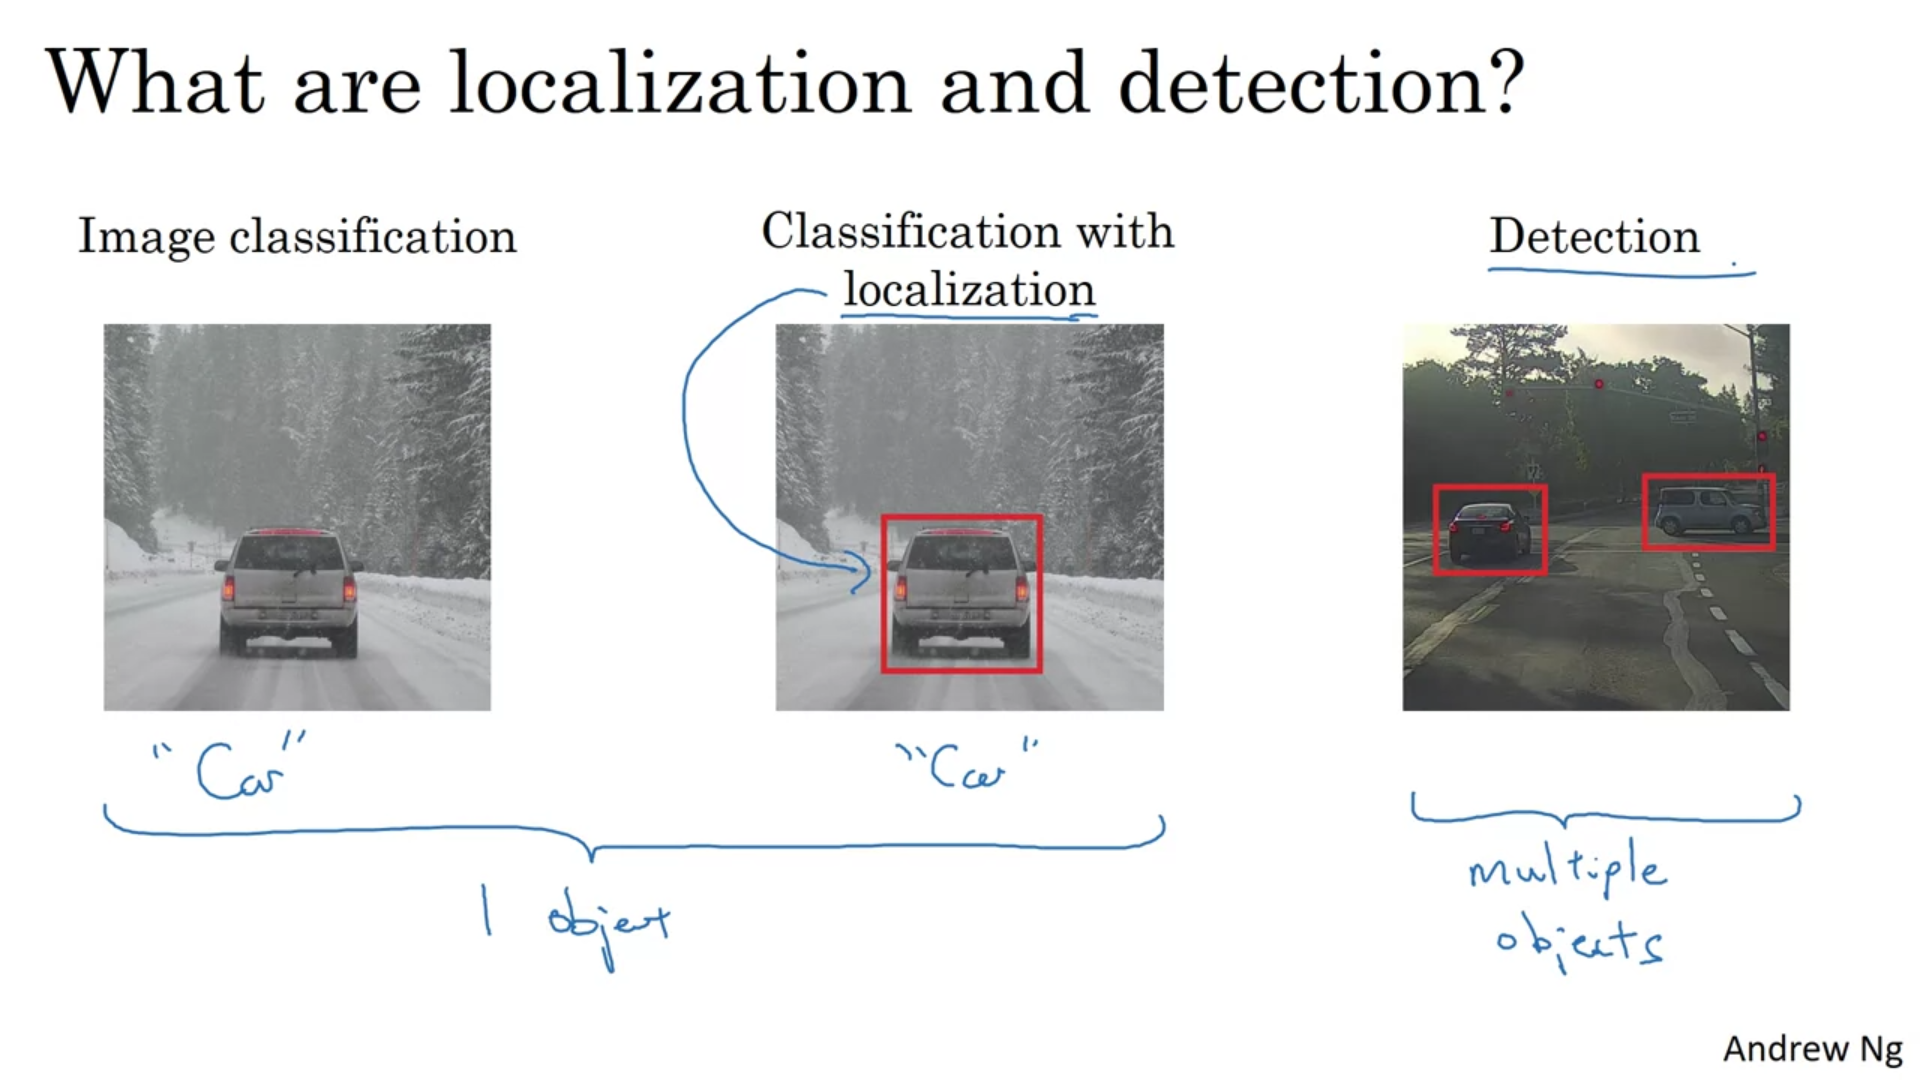 What are localization and detection?
Image classification
Classification with
localization
Detection
"Car"
"Car"
1 object
multiple
objects
Andrew Ng